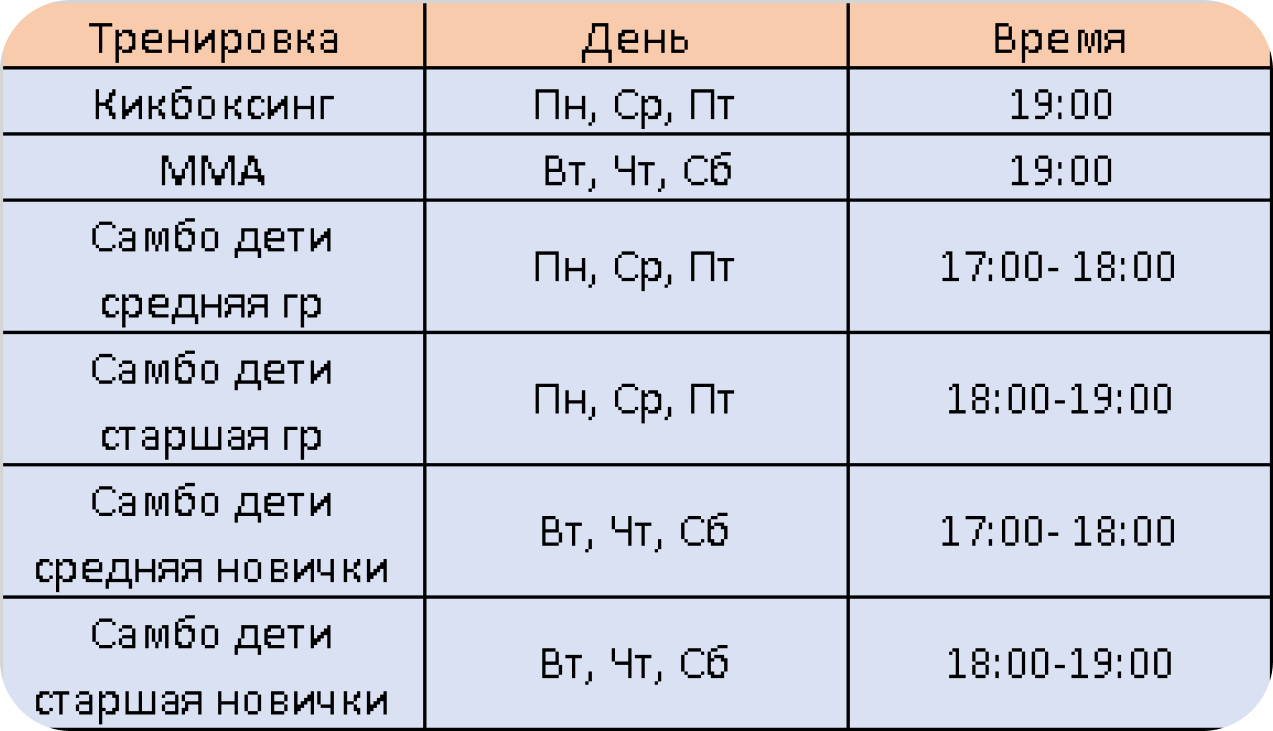 Тренировка День Время
Кикбоксинг Пн, Ср, Пт 19:00
ММА Вт, Чт, Сб 19:00
Самбо дети
средняя гр Пн, Ср, Пт 17:00- 18:00
Самбо дети
старшая гр Пн, Ср, Пт 18:00-19:00
Самбо дети
средняя новички Вт, Чт, Сб 17:00- 18:00
Самбо дети
старшая новички Вт, Чт, Сб 18:00-19:00